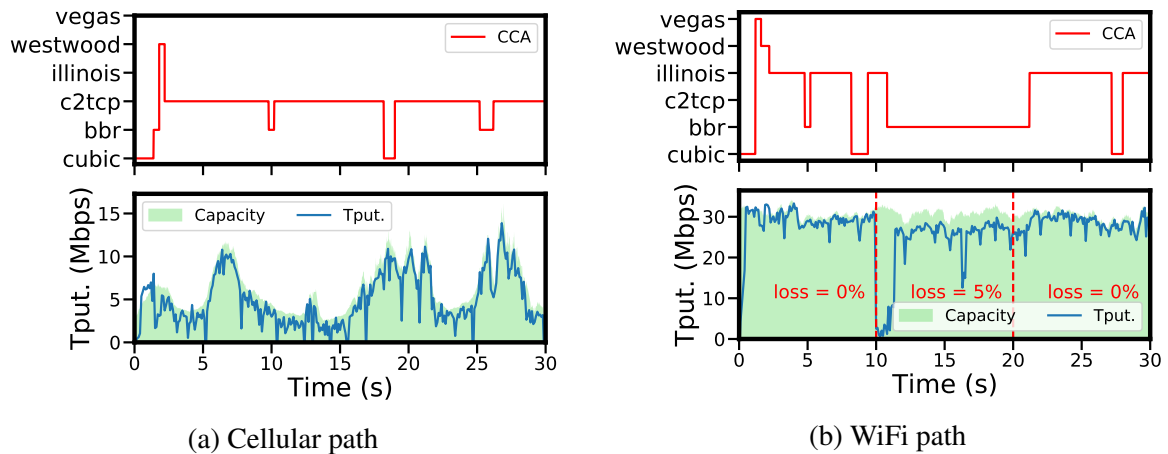 vegas
westwood
illinois
c2tcp
bbr
cubic
CCA
15
10
5
0
Tput. (Mbps)
Capacity
Tput.
0 5 10 15 20 25 30
Time (s)
(a) Cellular path
vegas
westwood
illinois
c2tcp
bbr
cubic
CCA
30
20
10
0
Tput. (Mbps)
loss = 0% loss = 5% loss = 0%
Capacity Tput.
0 5 10 15 20 25 30
Time (s)
(b) WiFi path